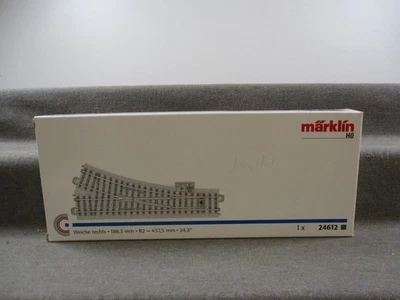 märklin
H0
Weiche rechts • 188,3 mm • R2 = 437,5 mm • 24,3°
1 x 24612